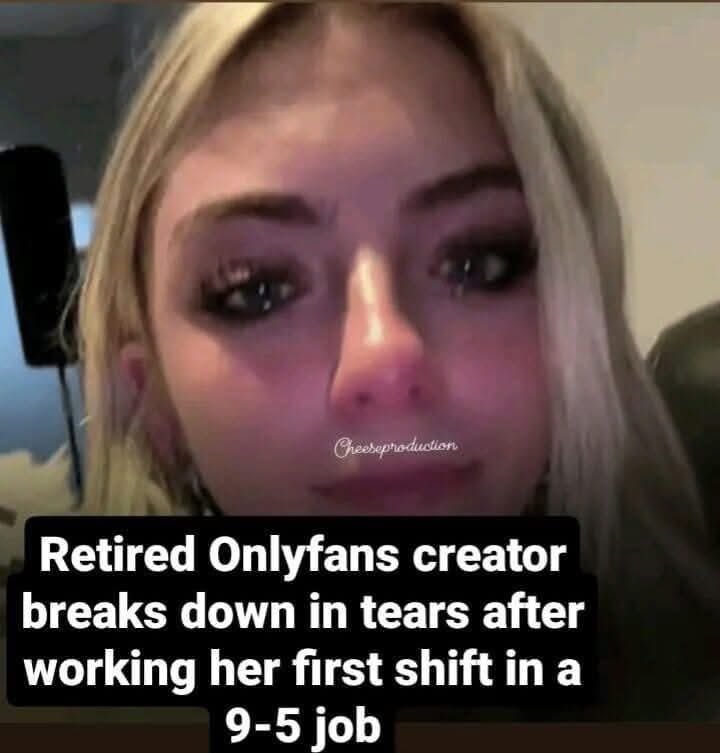 Cheeseproduction
Retired Onlyfans creator
breaks down in tears after
working her first shift in a
9-5 job